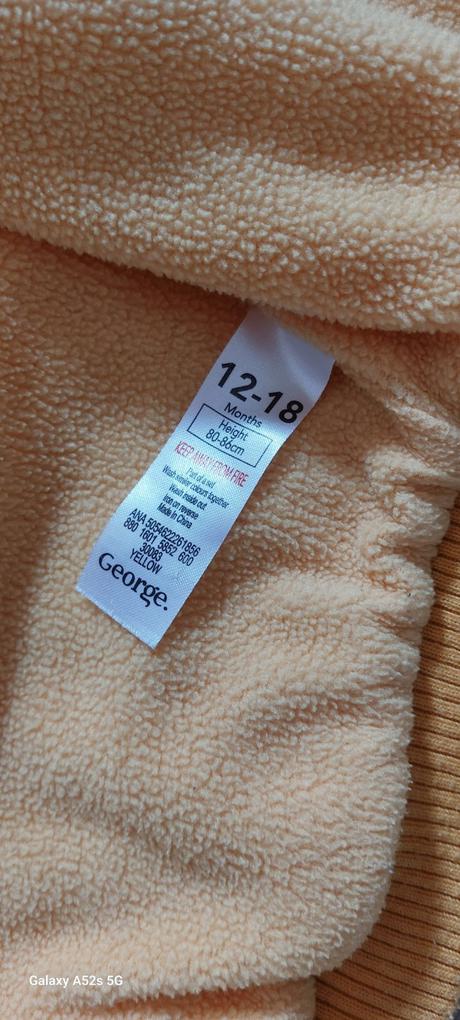 12-18
Months
Height
80-86cm
KEEP AWAY FROM FIRE
Part of a set
Wash similar colours together
Wash inside out
Iron on reverse
Made in China
ANA 5054622261856
880 1601 5852 600
30083
YELLOW
George.
Galaxy A52s 5G